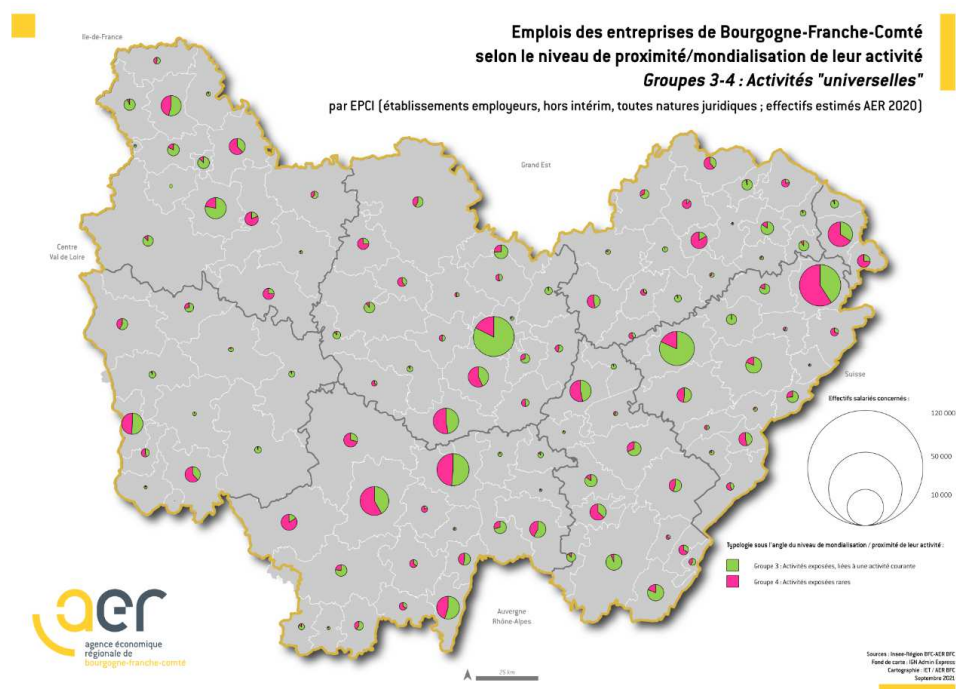 Emplois des entreprises de Bourgogne-Franche-Comté
selon le niveau de proximité/mondialisation de leur activité
Groupes 3-4 : Activités "universelles"
par EPCI (établissements employeurs, hors intérim, toutes natures juridiques ; effectifs estimés AER 2020)
Ile-de-France
Grand Est
Centre
Val de Loire
Suisse
Effectifs salariés concernés :
120 000
50 000
10 000
Typologie sous l'angle du niveau de mondialisation / proximité de leur activité :
Groupe 3 : Activités exposées, liées à une activité courante
Groupe 4 : Activités exposées rares
Auvergne
Rhône-Alpes
aer
agence économique
régionale de
bourgogne-franche-comté
25 km
Sources : Insee-Région BFC-AER BFC
Fond de carte : IGN Admin Express
Cartographie : IET / AER BFC
Septembre 2021